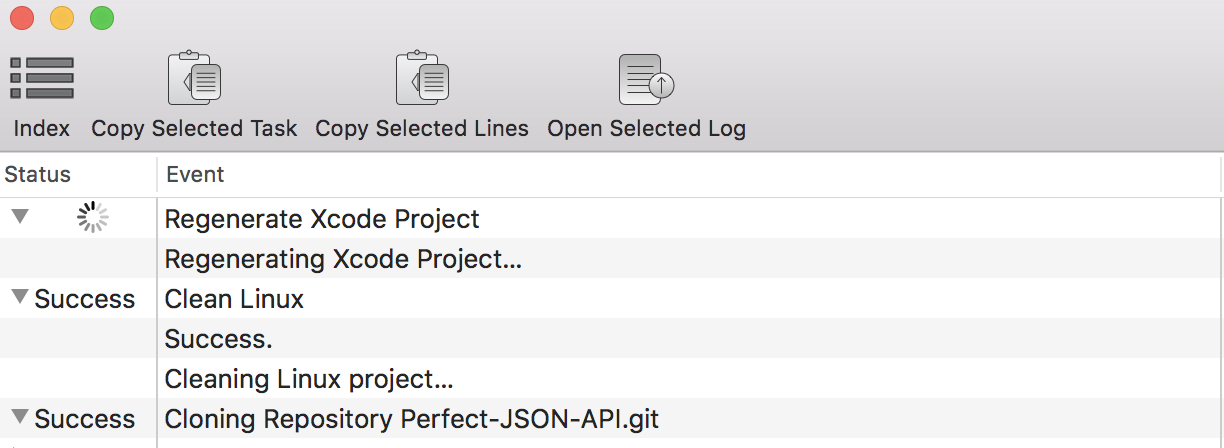 Index Copy Selected Task Copy Selected Lines Open Selected Log
Status Event
Regenerate Xcode Project
Regenerating Xcode Project...
Success Clean Linux
Success.
Cleaning Linux project...
Success Cloning Repository Perfect-JSON-API.git